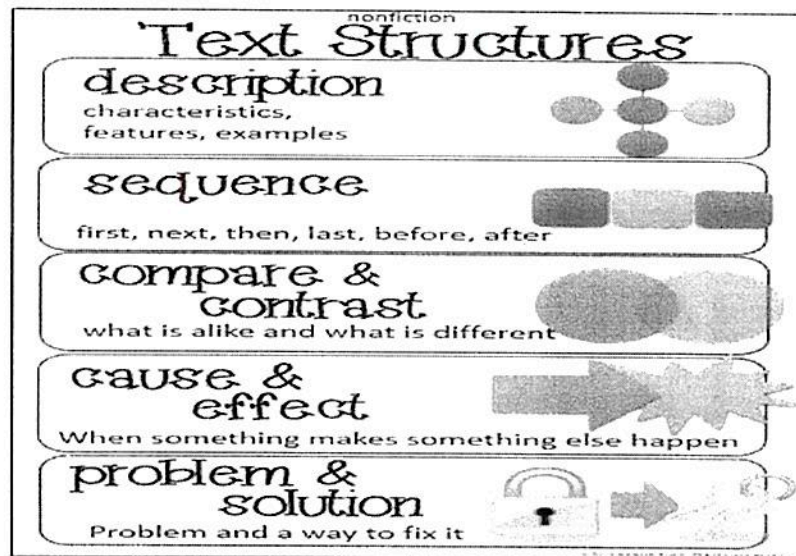 nonfiction
Text Structures
description
characteristics,
features, examples
sequence
first, next, then, last, before, after
compare &
contrast
what is alike and what is different
cause &
effect
When something makes something else happen
problem &
solution
Problem and a way to fix it